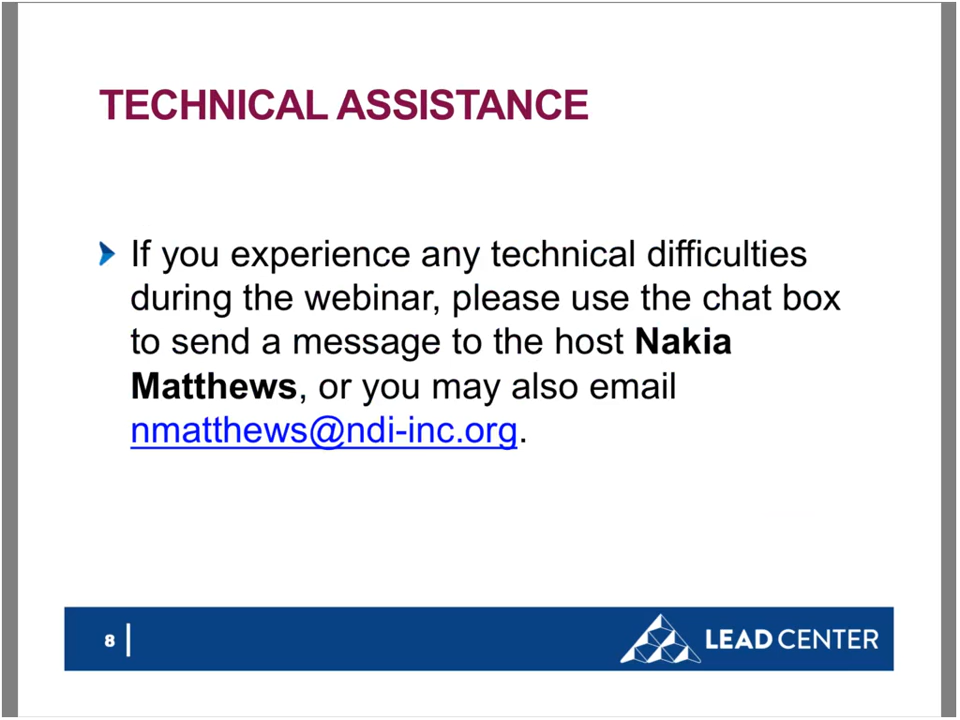 TECHNICAL ASSISTANCE
If you experience any technical difficulties
during the webinar, please use the chat box
to send a message to the host Nakia
Matthews, or you may also email
nmatthews@ndi-inc.org.
8
LEAD CENTER